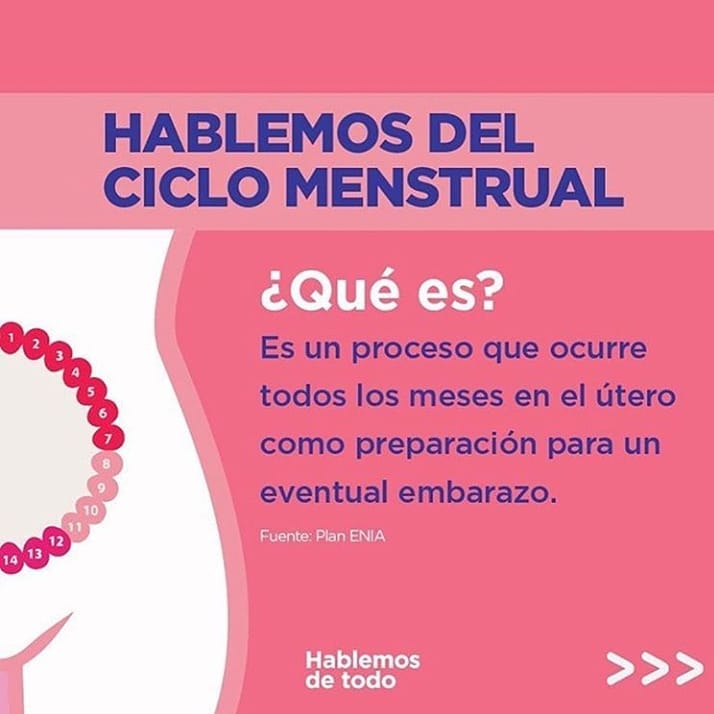 HABLEMOS DEL
CICLO MENSTRUAL
¿Qué es?
Es un proceso que ocurre
todos los meses en el útero
como preparación para un
eventual embarazo.
Fuente: Plan ENIA
1
2
3
4
5
6
7
8
9
10
11
12
13
14
Hablemos
de todo
>>>